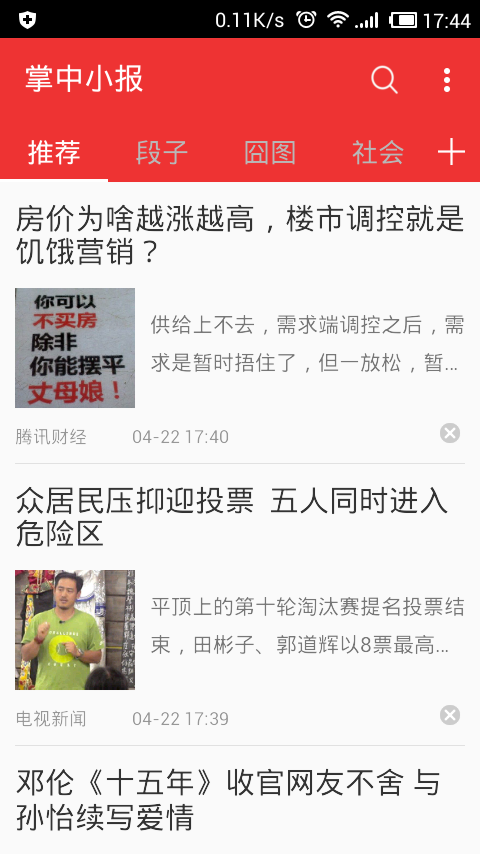 0.11K/s 17:44
掌中小报
推荐 段子 囧图 社会
房价为啥越涨越高，楼市调控就是
饥饿营销？
你可以
不买房
除非
你能摆平
丈母娘！
供给上不去，需求端调控之后，需
求是暂时捂住了，但一放松，暂...
腾讯财经 04-22 17:40
众居民压抑迎投票 五人同时进入
危险区
平顶上的第十轮淘汰赛提名投票结
束，田彬子、郭道辉以8票最高...
电视新闻 04-22 17:39
邓伦《十五年》收官网友不舍 与
孙怡续写爱情